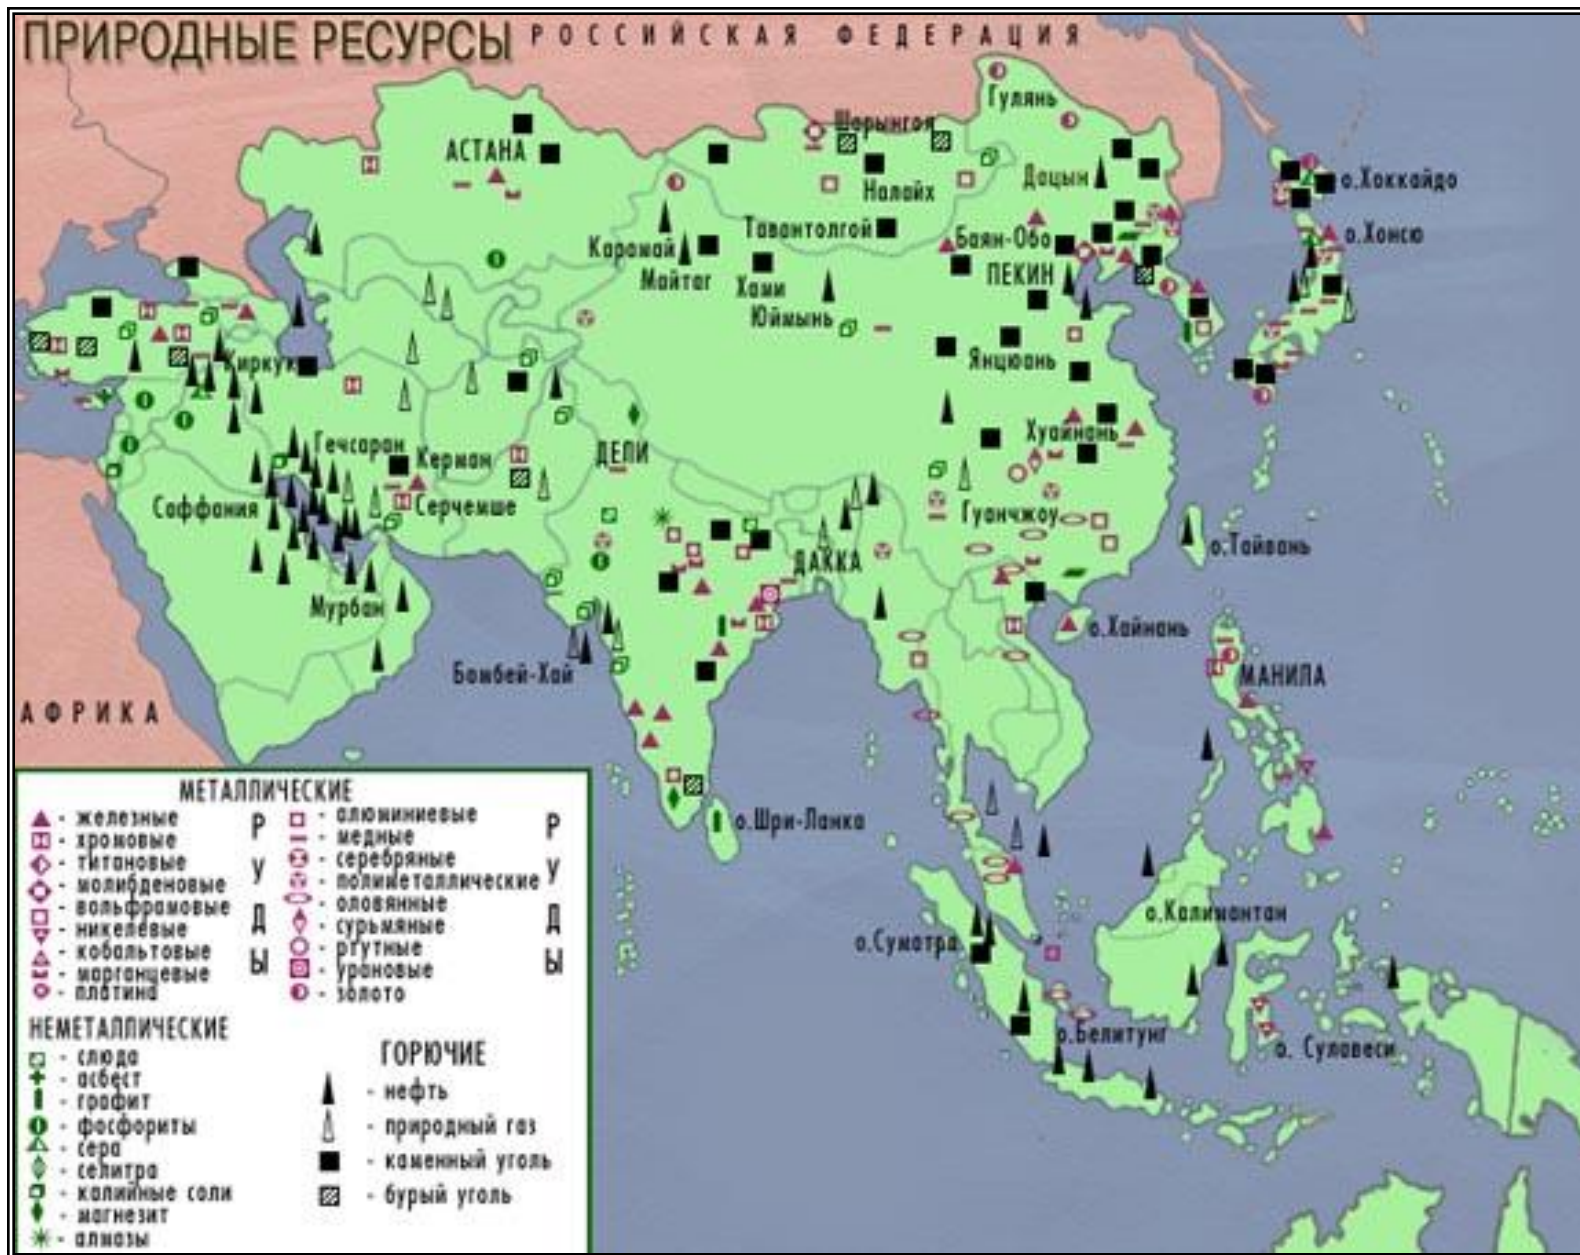 ПРИРОДНЫЕ РЕСУРСЫ
РОССИЙСКАЯ ФЕДЕРАЦИЯ
Гулянь
Шарынгол
АСТАНА
Налайх
Дацын
о.Хоккайдо
Тавантолгой
Карамай
Баян-Обо
о.Хонсю
Майтаг
Хами
ПЕКИН
Юймынь
Киркук
Янцюань
Гечсаран
Керман
ДЕЛИ
Хуайнань
Саффания
Серчемше
Гуанчжоу
о.Тайвань
ДАККА
Мурбан
о.Хайнань
Бомбей-Хай
МАНИЛА
АФРИКА
о.Шри-Ланка
о.Калимантан
о.Суматра
о.Белитунг
о. Сулавеси
МЕТАЛЛИЧЕСКИЕ
РУДЫ
- железные
- хромовые
- титановые
- молибденовые
- вольфрамовые
- никелевые
- кобальтовые
- марганцевые
- платина
РУДЫ
- алюминиевые
- медные
- серебряные
- полиметаллические
- оловянные
- сурьмяные
- ртутные
- урановые
- золото
НЕМЕТАЛЛИЧЕСКИЕ
- слюда
- асбест
- графит
- фосфориты
- сера
- селитра
- калийные соли
- магнезит
- алмазы
ГОРЮЧИЕ
- нефть
- природный газ
- каменный уголь
- бурый уголь